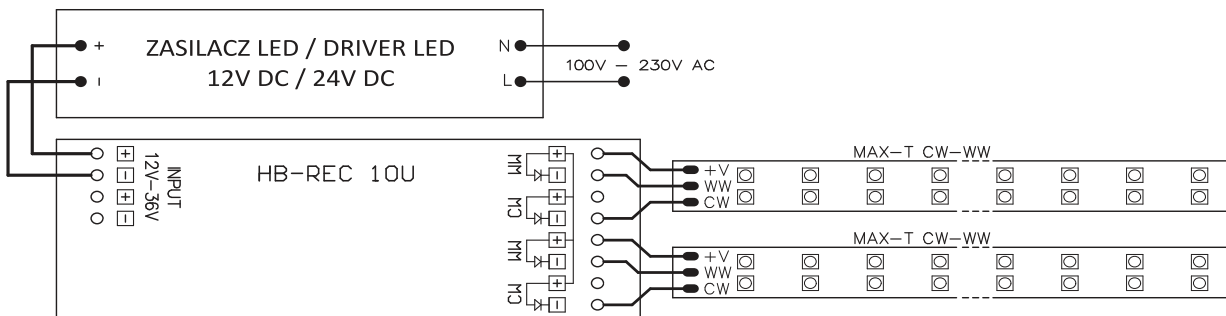 + ZASILACZ LED / DRIVER LED N
- 12V DC / 24V DC L
100V - 230V AC
HB-REC 10U
INPUT
12V-36V
+
-
+
-
WW + -
CW + -
WW + -
CW + -
MAX-T CW-WW
+V
WW
CW
MAX-T CW-WW
+V
WW
CW